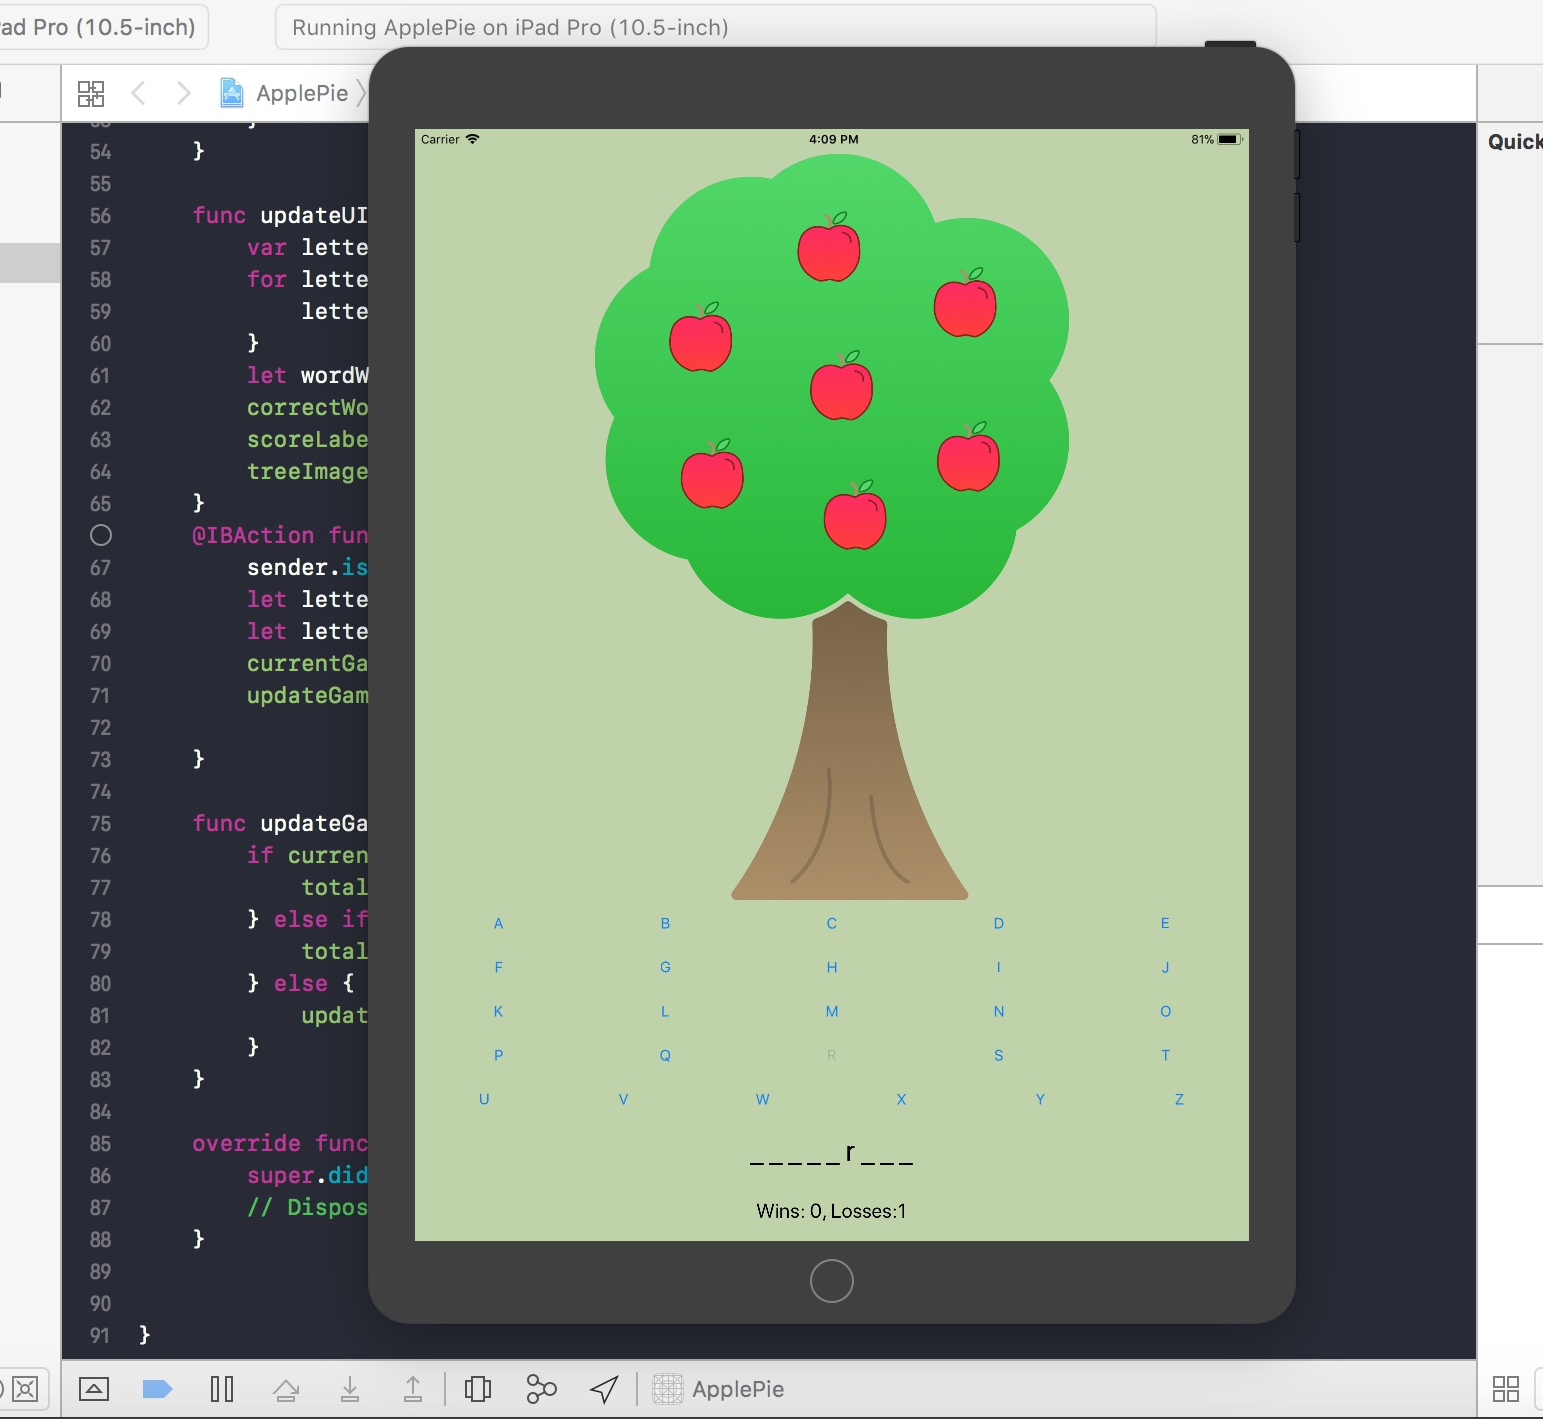 ad Pro (10.5-inch)
Running ApplePie on iPad Pro (10.5-inch)
ApplePie
Quick
54 }
55
56 func updateUI
57 var lette
58 for lette
59 lette
60 }
61 let wordW
62 correctWo
63 scoreLabe
64 treeImage
65 }
@IBAction fun
67 sender.is
68 let lette
69 let lette
70 currentGa
71 updateGam
72
73 }
74
75 func updateGa
76 if curren
77 total
78 } else if
79 total
80 } else {
81 updat
82 }
83 }
84
85 override func
86 super.did
87 // Dispos
88 }
89
90
91 }
Carrier 4:09 PM 81%
A B C D E
F G H I J
K L M N O
P Q R S T
U V W X Y Z
_ _ _ _ _ r _ _ _
Wins: 0, Losses:1
ApplePie